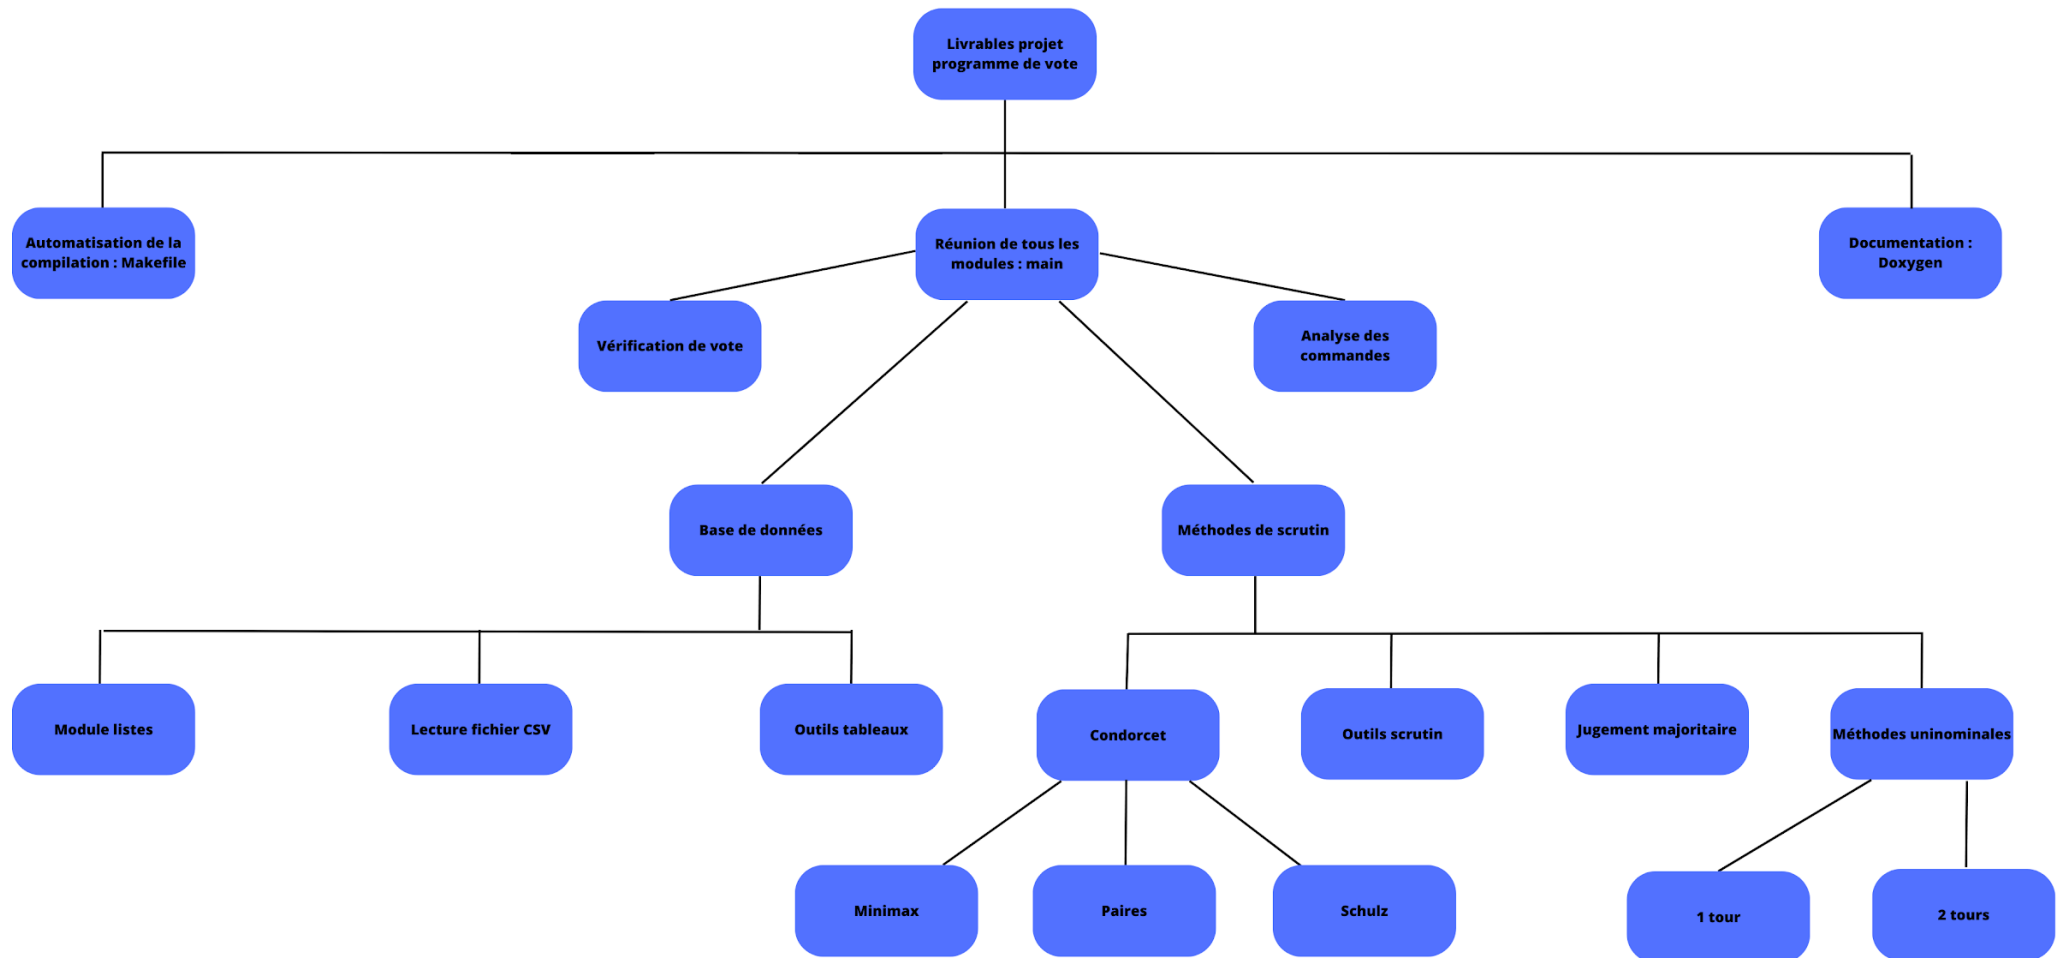 Livrables projet
programme de vote
Automatisation de la
compilation : Makefile
Réunion de tous les
modules : main
Documentation :
Doxygen
Vérification de vote
Analyse des
commandes
Base de données
Méthodes de scrutin
Module listes
Lecture fichier CSV
Outils tableaux
Condorcet
Outils scrutin
Jugement majoritaire
Méthodes uninominales
Minimax
Paires
Schulz
1 tour
2 tours